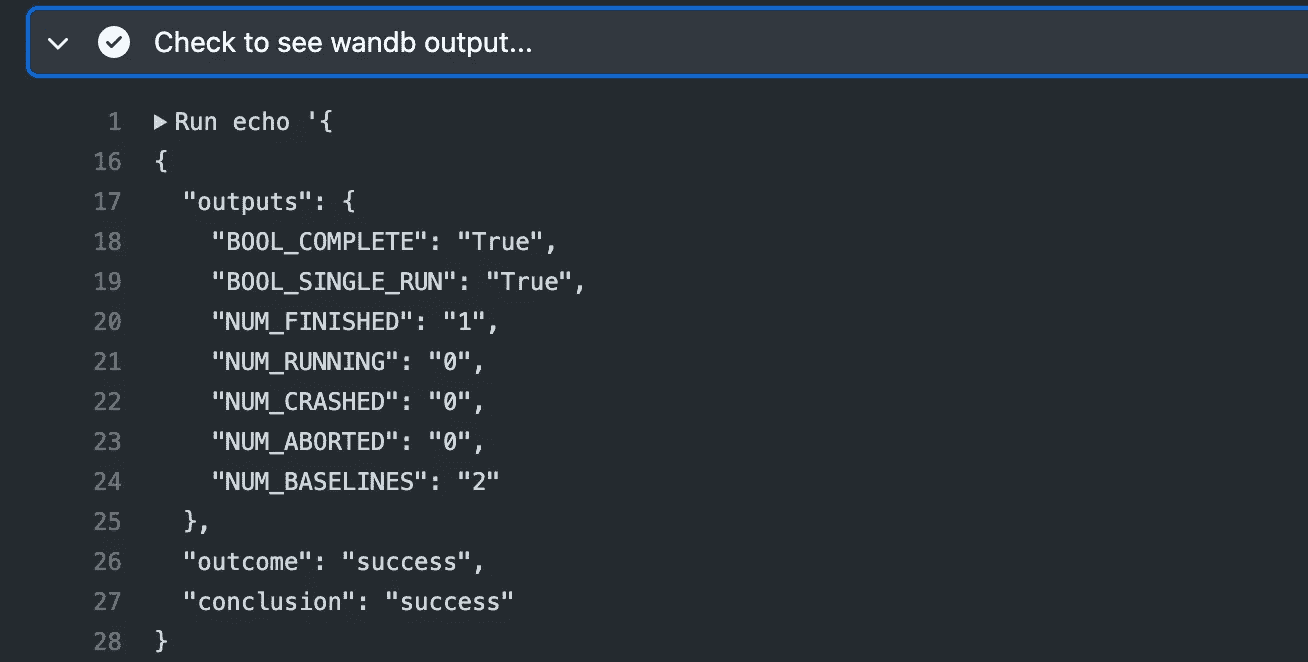 Check to see wandb output...
1 ▶ Run echo '{
16 {
17 "outputs": {
18 "BOOL_COMPLETE": "True",
19 "BOOL_SINGLE_RUN": "True",
20 "NUM_FINISHED": "1",
21 "NUM_RUNNING": "0",
22 "NUM_CRASHED": "0",
23 "NUM_ABORTED": "0",
24 "NUM_BASELINES": "2"
25 },
26 "outcome": "success",
27 "conclusion": "success"
28 }